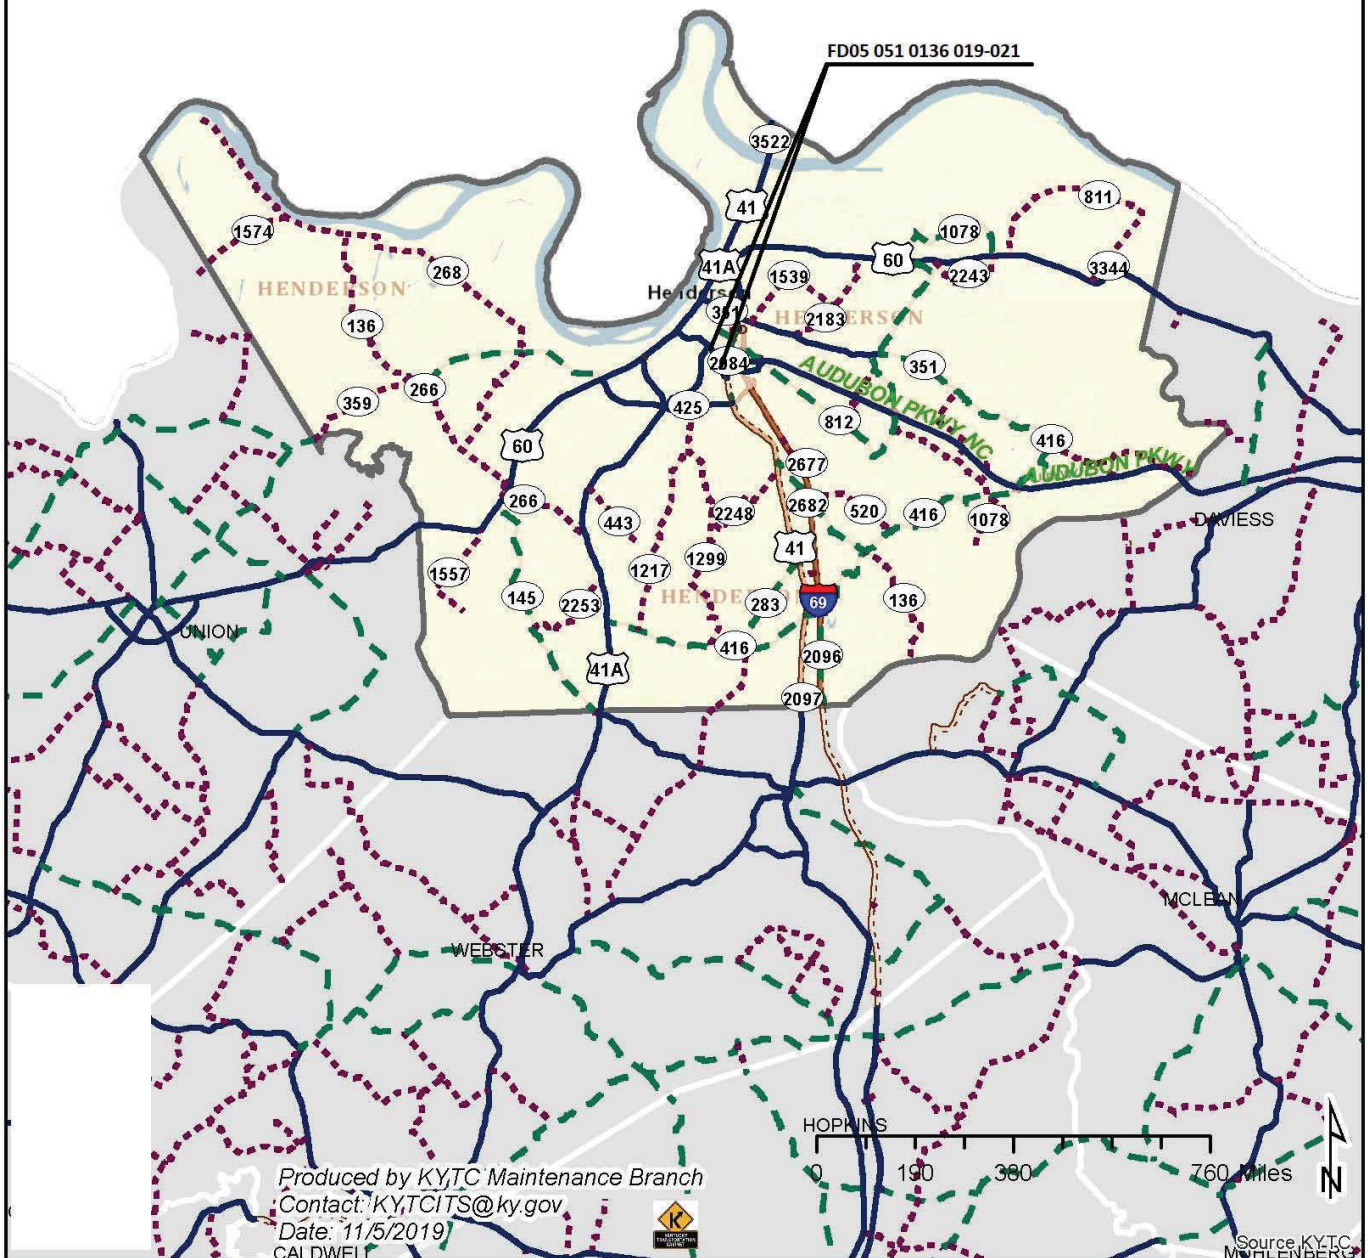 FD05 051 0136 019-021
3522
811
41
1574
1078
60
41A
268
1539
2243
3344
HENDERSON
Henderson
351
HENDERSON
2183
136
2984
AUDUBON PKWY NC
351
266
359
425
812
416
60
2677
AUDUBON PKWY
266
443
2248
2682
520
416
1078
DAVIESS
41
1299
1217
1557
145
2253
HENDERSON
283
69
136
UNION
416
2096
41A
2097
MCLEAN
WEBSTER
HOPKINS
0 190 380 760 Miles
N
Produced by KYTC Maintenance Branch
Contact: KYTCITS@ky.gov
Date: 11/5/2019
CALDWELL
Source KYTC
MUHLENBERG